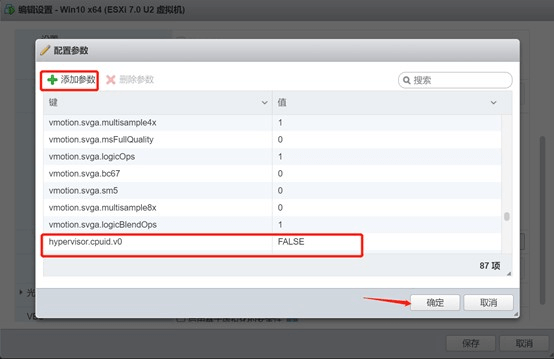 编辑设置 - Win10 x64 (ESXi 7.0 U2 虚拟机)
配置参数
添加参数 删除参数 搜索
键 值
vmotion.svga.multisample4x 1
vmotion.svga.msFullQuality 0
vmotion.svga.logicOps 1
vmotion.svga.bc67 0
vmotion.svga.sm5 0
vmotion.svga.multisample8x 0
vmotion.svga.logicBlendOps 1
hypervisor.cpuid.v0 FALSE
87 项
确定 取消
保存 取消